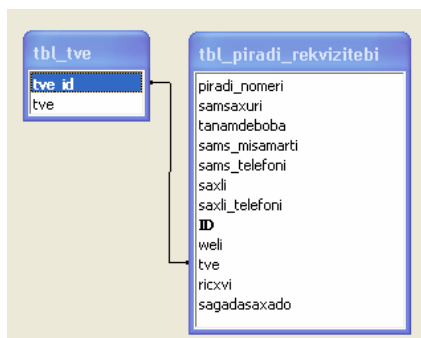 tbl_tve
tve_id
tve
tbl_piradi_rekvizitebi
piradi_nomeri
samsaxuri
tanamdeboba
sams_misamarti
sams_telefoni
saxli
saxli_telefoni
ID
weli
tve
ricxvi
sagadasaxado